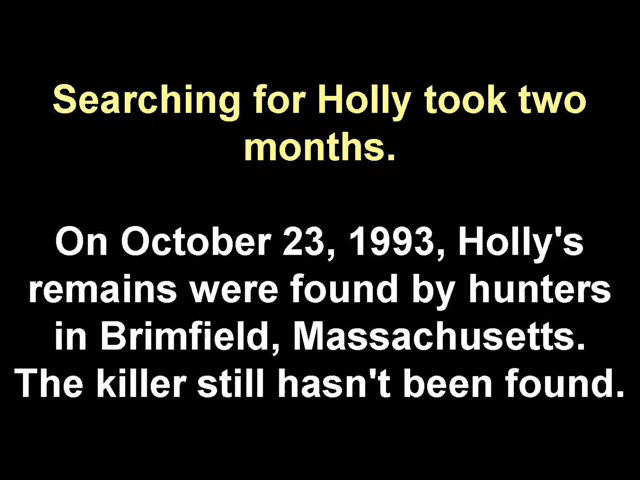 Searching for Holly took two
months.
On October 23, 1993, Holly's
remains were found by hunters
in Brimfield, Massachusetts.
The killer still hasn't been found.